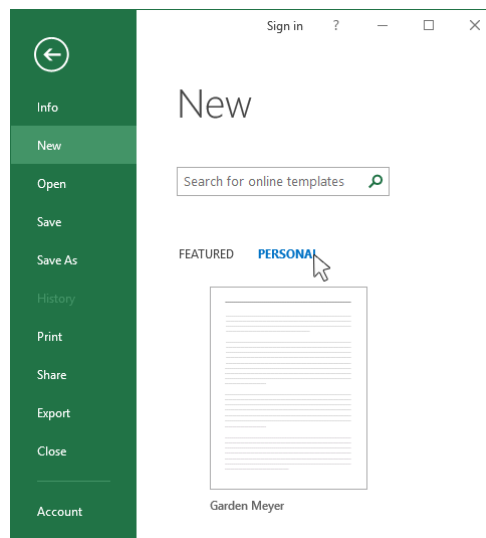 Sign in ?
Info
New
Open
Save
Save As
History
Print
Share
Export
Close
Account
New
Search for online templates
FEATURED PERSONAL
Garden Meyer